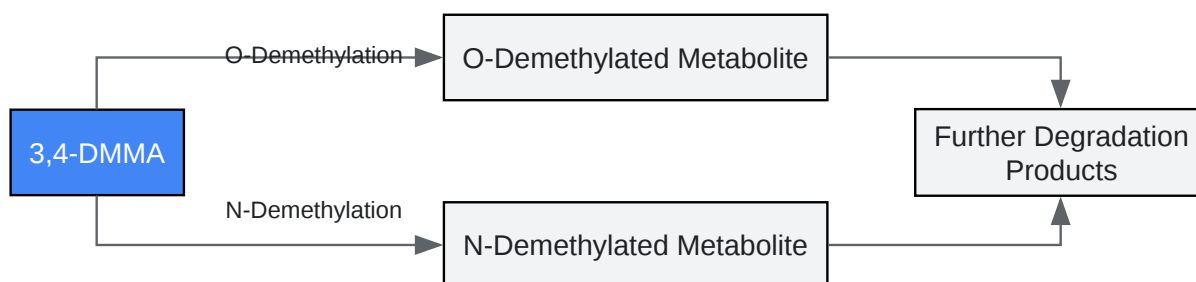 O-Demethylation
O-Demethylated Metabolite
3,4-DMMA
Further Degradation
Products
N-Demethylation
N-Demethylated Metabolite